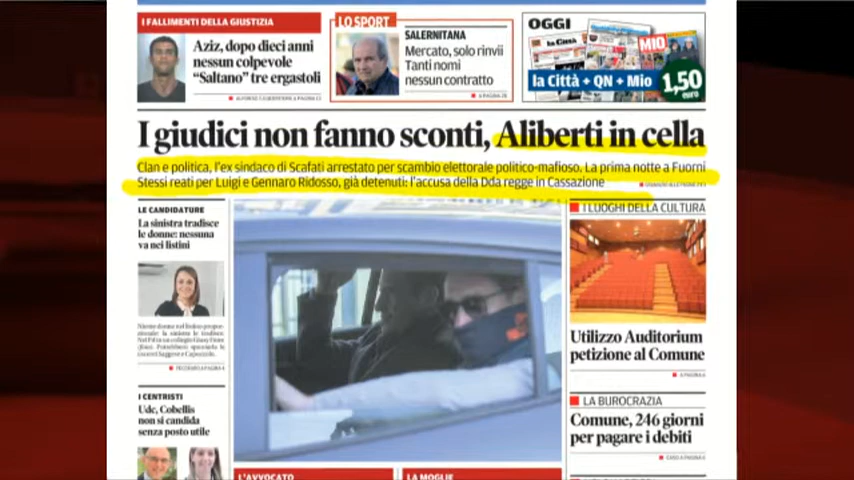 I FALLIMENTI DELLA GIUSTIZIA
Aziz, dopo dieci anni
nessun colpevole
“Saltano” tre ergastoli
LO SPORT
SALERNITANA
Mercato, solo rinvii
Tanti nomi
nessun contratto
A PAGINA
OGGI
la Città
MIO
la Città + QN + Mio
1,50
euro
I giudici non fanno sconti, Aliberti in cella
Clan e politica, l’ex sindaco di Scafati arrestato per scambio elettorale politico-mafioso. La prima notte a Fuorni
Stessi reati per Luigi e Gennaro Ridosso, già detenuti: l’accusa della Dda regge in Cassazione
LE CANDIDATURE
La sinistra tradisce
le donne: nessuna
va nei listini
I CENTRISTI
Udc, Cobellis
non si candida
senza posto utile
I LUOGHI DELLA CULTURA
Utilizzo Auditorium
petizione al Comune
A PAGINA
LA BUROCRAZIA
Comune, 246 giorni
per pagare i debiti
L’AVVOCATO
LA MOGLIE